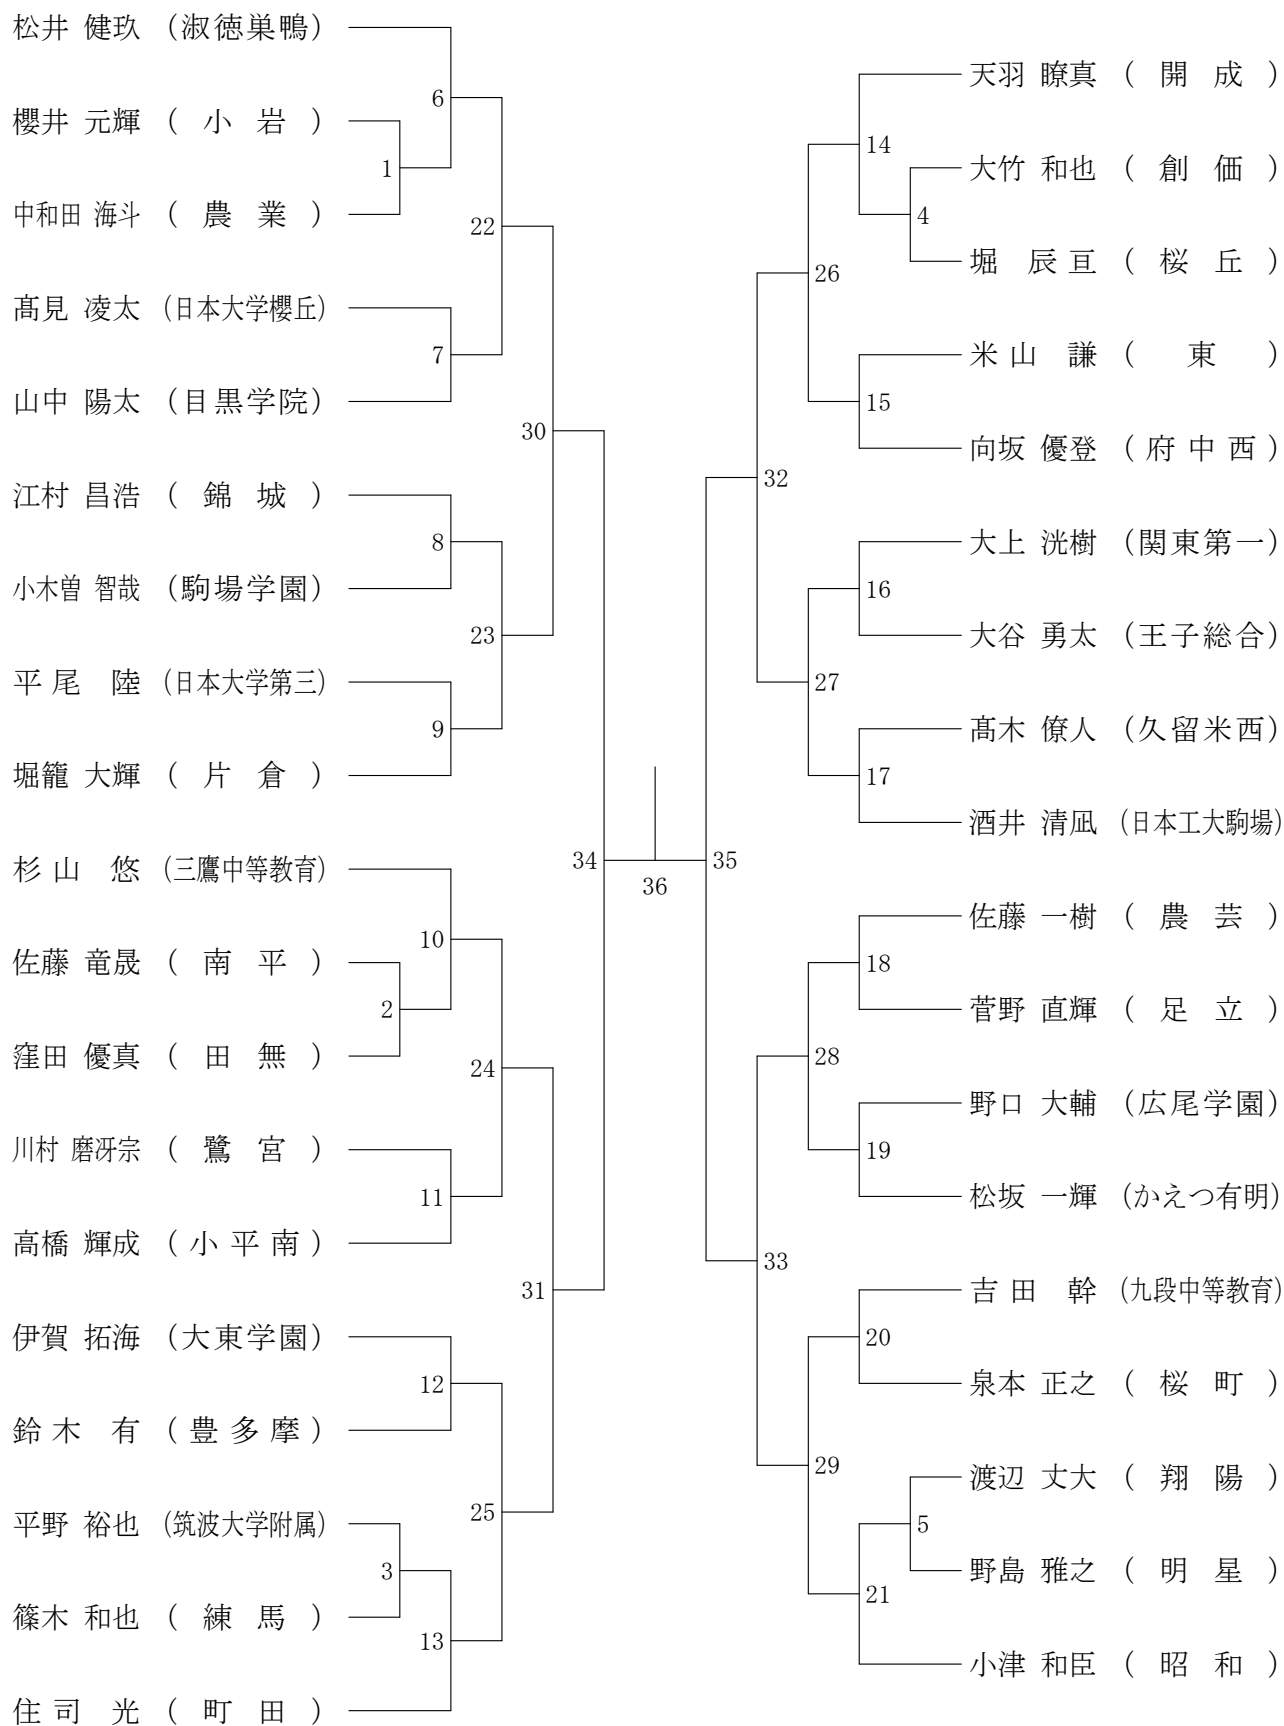 松井 健玖 (淑徳巣鴨)
櫻井 元輝 (小岩)
中和田 海斗 (農業)
髙見 凌太 (日本大学櫻丘)
山中 陽太 (目黒学院)
江村 昌浩 (錦城)
小木曽 智哉 (駒場学園)
平尾 陸 (日本大学第三)
堀籠 大輝 (片倉)
杉山 悠 (三鷹中等教育)
佐藤 竜晟 (南平)
窪田 優真 (田無)
川村 磨冴宗 (鷺宮)
高橋 輝成 (小平南)
伊賀 拓海 (大東学園)
鈴木 有 (豊多摩)
平野 裕也 (筑波大学附属)
篠木 和也 (練馬)
住司 光 (町田)
1
2
3
6
7
8
9
10
11
12
13
22
23
24
25
30
31
34
36
35
32
33
26
27
28
29
14
15
16
17
18
19
20
21
4
5
天羽 瞭真 (開成)
大竹 和也 (創価)
堀 辰亘 (桜丘)
米山 謙 (東)
向坂 優登 (府中西)
大上 洸樹 (関東第一)
大谷 勇太 (王子総合)
髙木 僚人 (久留米西)
酒井 清凪 (日本工大駒場)
佐藤 一樹 (農芸)
菅野 直輝 (足立)
野口 大輔 (広尾学園)
松坂 一輝 (かえつ有明)
吉田 幹 (九段中等教育)
泉本 正之 (桜町)
渡辺 丈大 (翔陽)
野島 雅之 (明星)
小津 和臣 (昭和)